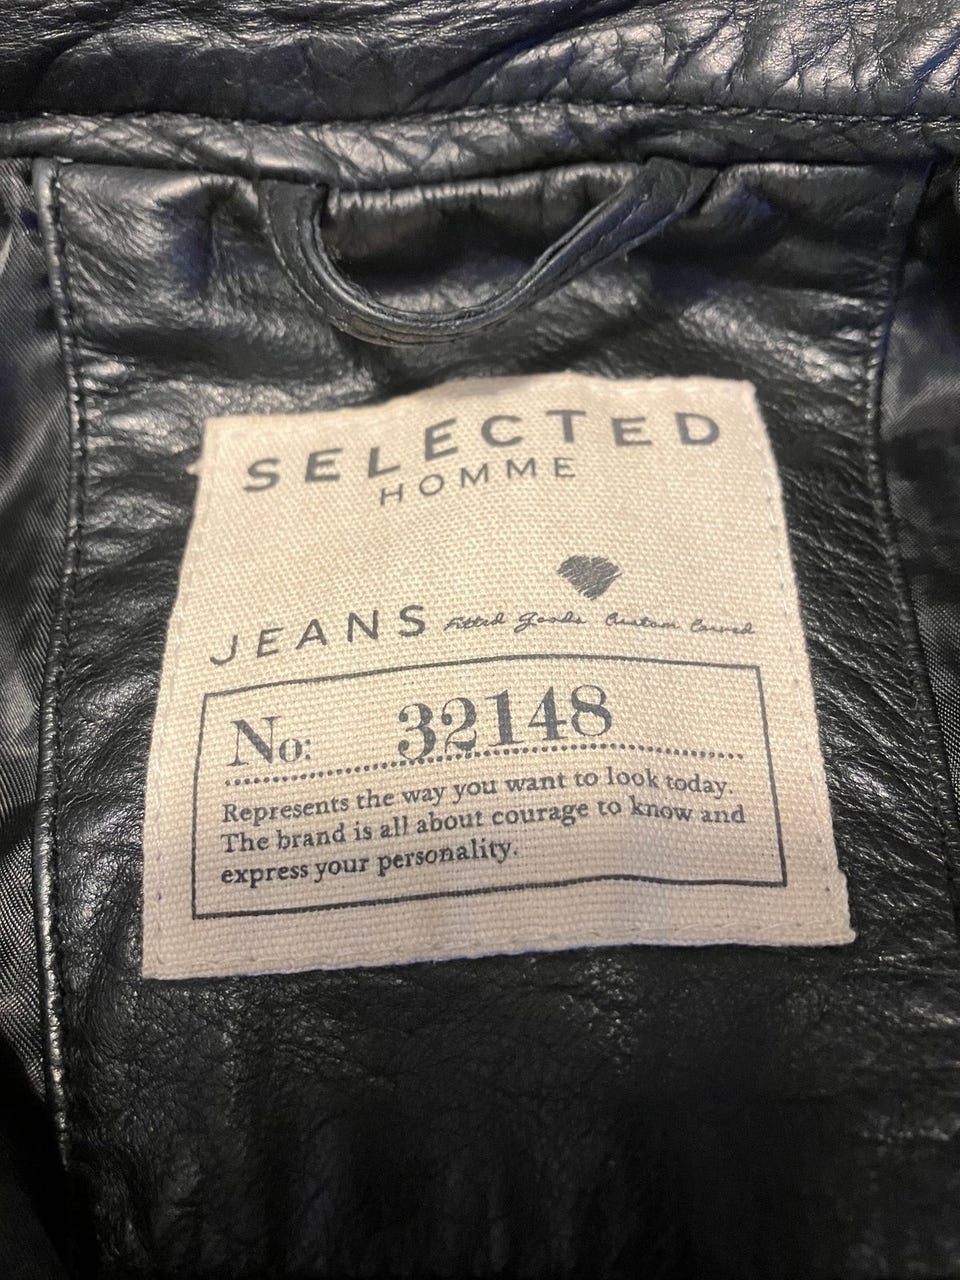 SELECTED
HOMME
JEANS Fitted Goods Custom
No: 32148
Represents the way you want to look today.
The brand is all about courage to know and
express your personality.